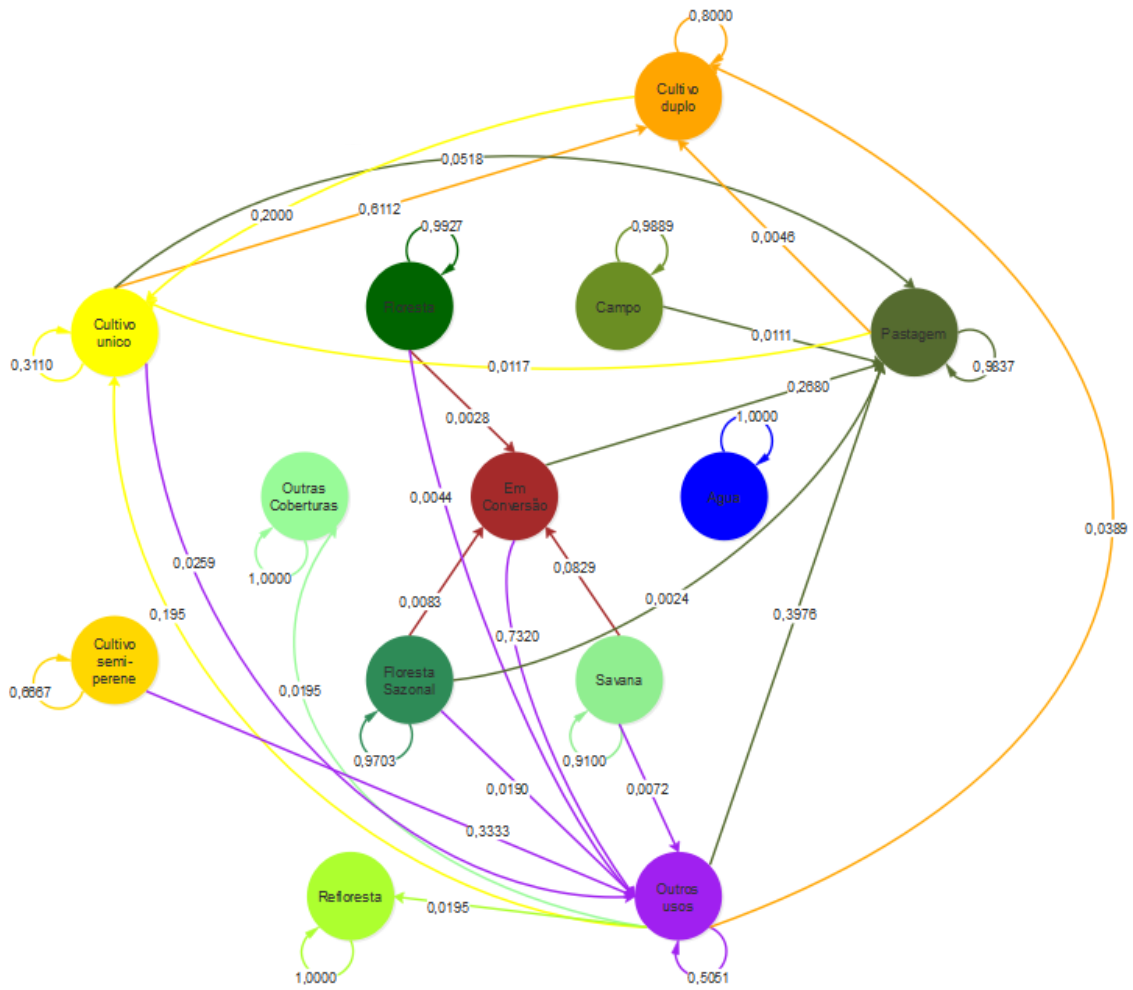 0,8000
Cultivo
duplo
0,0518
0,2000
0,6112
0,9927
0,9889
0,0046
Cultivo
unico
Floresta
Campo
Pastagem
0,3110
0,0117
0,0111
0,9837
0,2680
0,0028
1,0000
Outras
Coberturas
0,0044
Em
Conversão
Agua
0,0389
0,0259
1,0000
0,0829
0,0083
0,0024
0,195
0,3976
Cultivo
semi-
perene
0,7320
0,6667
Floresta
Sazonal
Savana
0,0195
0,9703
0,9100
0,0190
0,0072
0,3333
Refloresta
0,0195
Outros
usos
1,0000
0,5051